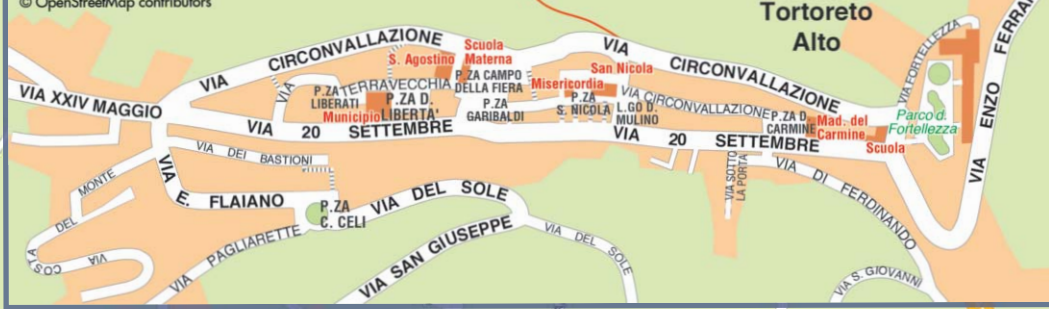 © OpenStreetMap contributors
Tortoreto
Alto
VIA XXIV MAGGIO
VIA CIRCONVALLAZIONE
VIA CIRCONVALLAZIONE
S. Agostino
Scuola
Materna
VIA TERRAVECCHIA
P.ZA
LIBERATI
Municipio
P.ZA D.
LIBERTA'
P.ZA CAMPO
DELLA FIERA
P.ZA
GARIBALDI
Misericordia
San Nicola
P.ZA
S. NICOLA
L.GO D.
MULINO
VIA CIRCONVALLAZIONE
P.ZA D.
CARMINE
Mad. del
Carmine
Scuola
VIA FORTELLEZZA
Parco d.
Fortellezza
VIA ENZO FERRA
VIA 20 SETTEMBRE
VIA 20 SETTEMBRE
VIA DEI BASTIONI
VIA E. FLAIANO
P.ZA
C. CELI
VIA DEL SOLE
VIA SAN GIUSEPPE
VIA DEL SOLE
VIA PAGLIARETTE
VIA COSTA DEL MONTE
VIA SOTTO
LA PORTA
VIA DI FERDINANDO
VIA S. GIOVANNI